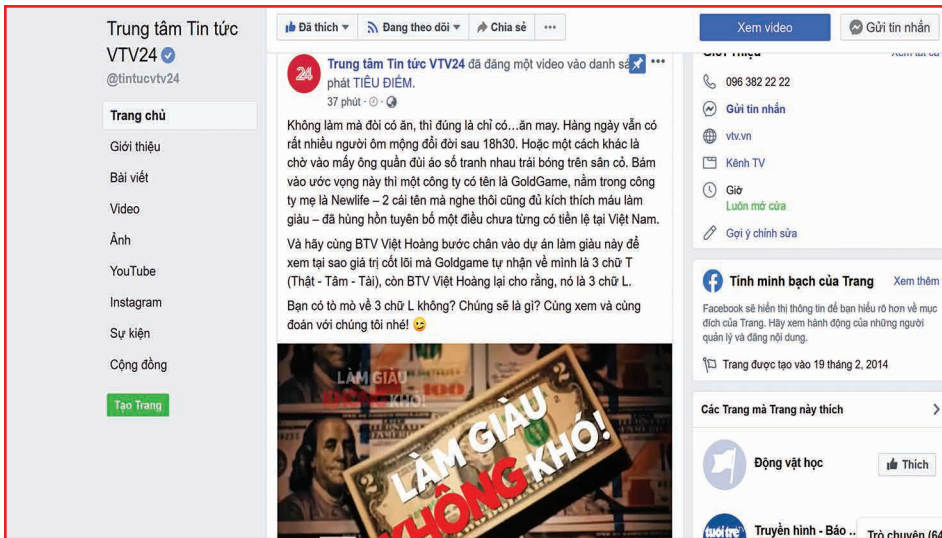 Trung tâm Tin tức
VTV24
@tintucvtv24
Trang chủ
Giới thiệu
Bài viết
Video
Ảnh
YouTube
Instagram
Sự kiện
Cộng đồng
Tạo Trang
Đã thích
Đang theo dõi
Chia sẻ
Xem video
Gửi tin nhắn
24
Trung tâm Tin tức VTV24 đã đăng một video vào danh sá
phát TIÊU ĐIỂM.
37 phút
Không làm mà đòi có ăn, thì đúng là chỉ có...ăn may. Hàng ngày vẫn có
rất nhiều người ôm mộng đổi đời sau 18h30. Hoặc một cách khác là
chờ vào mấy ông quần đùi áo số tranh nhau trái bóng trên sân cỏ. Bám
vào ước vọng này thì một công ty có tên là GoldGame, nằm trong công
ty mẹ là Newlife – 2 cái tên mà nghe thôi cũng đủ kích thích máu làm
giàu – đã hùng hồn tuyên bố một điều chưa từng có tiền lệ tại Việt Nam.
Và hãy cùng BTV Việt Hoàng bước chân vào dự án làm giàu này để
xem tại sao giá trị cốt lõi mà Goldgame tự nhận về mình là 3 chữ T
(Thật - Tâm - Tài), còn BTV Việt Hoàng lại cho rằng, nó là 3 chữ L.
Bạn có tò mò về 3 chữ L không? Chúng sẽ là gì? Cùng xem và cùng
đoán với chúng tôi nhé!
LÀM GIÀU
KHÓ!
LÀM GIÀU
KHÔNG KHÓ!
Giới Thiệu
Xem tất cả
096 382 22 22
Gửi tin nhắn
vtv.vn
Kênh TV
Giờ
Luôn mở cửa
Gợi ý chỉnh sửa
Tính minh bạch của Trang Xem thêm
Facebook sẽ hiển thị thông tin để bạn hiểu rõ hơn về mục
đích của Trang. Hãy xem hành động của những người
quản lý và đăng nội dung.
Trang được tạo vào 19 tháng 2, 2014
Các Trang mà Trang này thích
Động vật học
Thích
tuổi trẻ
Truyền hình - Báo ..
Trò chuyện (64